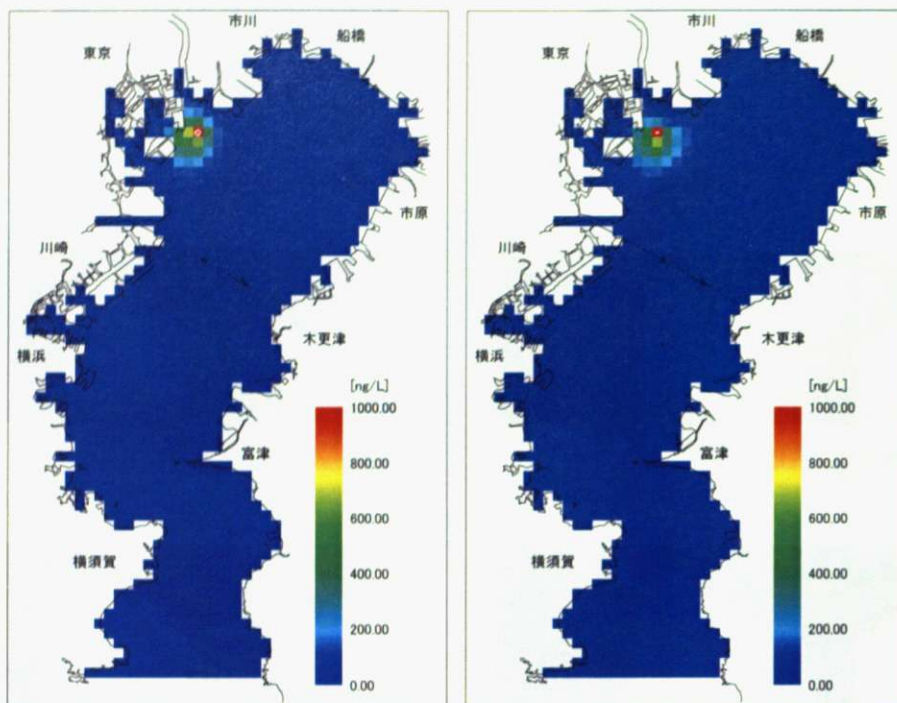 市川
船橋
東京
市原
川崎
木更津
横浜
[ng/L]
1000.00
800.00
富津
600.00
横須賀
400.00
200.00
0.00
市川
船橋
東京
市原
川崎
木更津
横浜
[ng/L]
1000.00
800.00
富津
600.00
横須賀
400.00
200.00
0.00